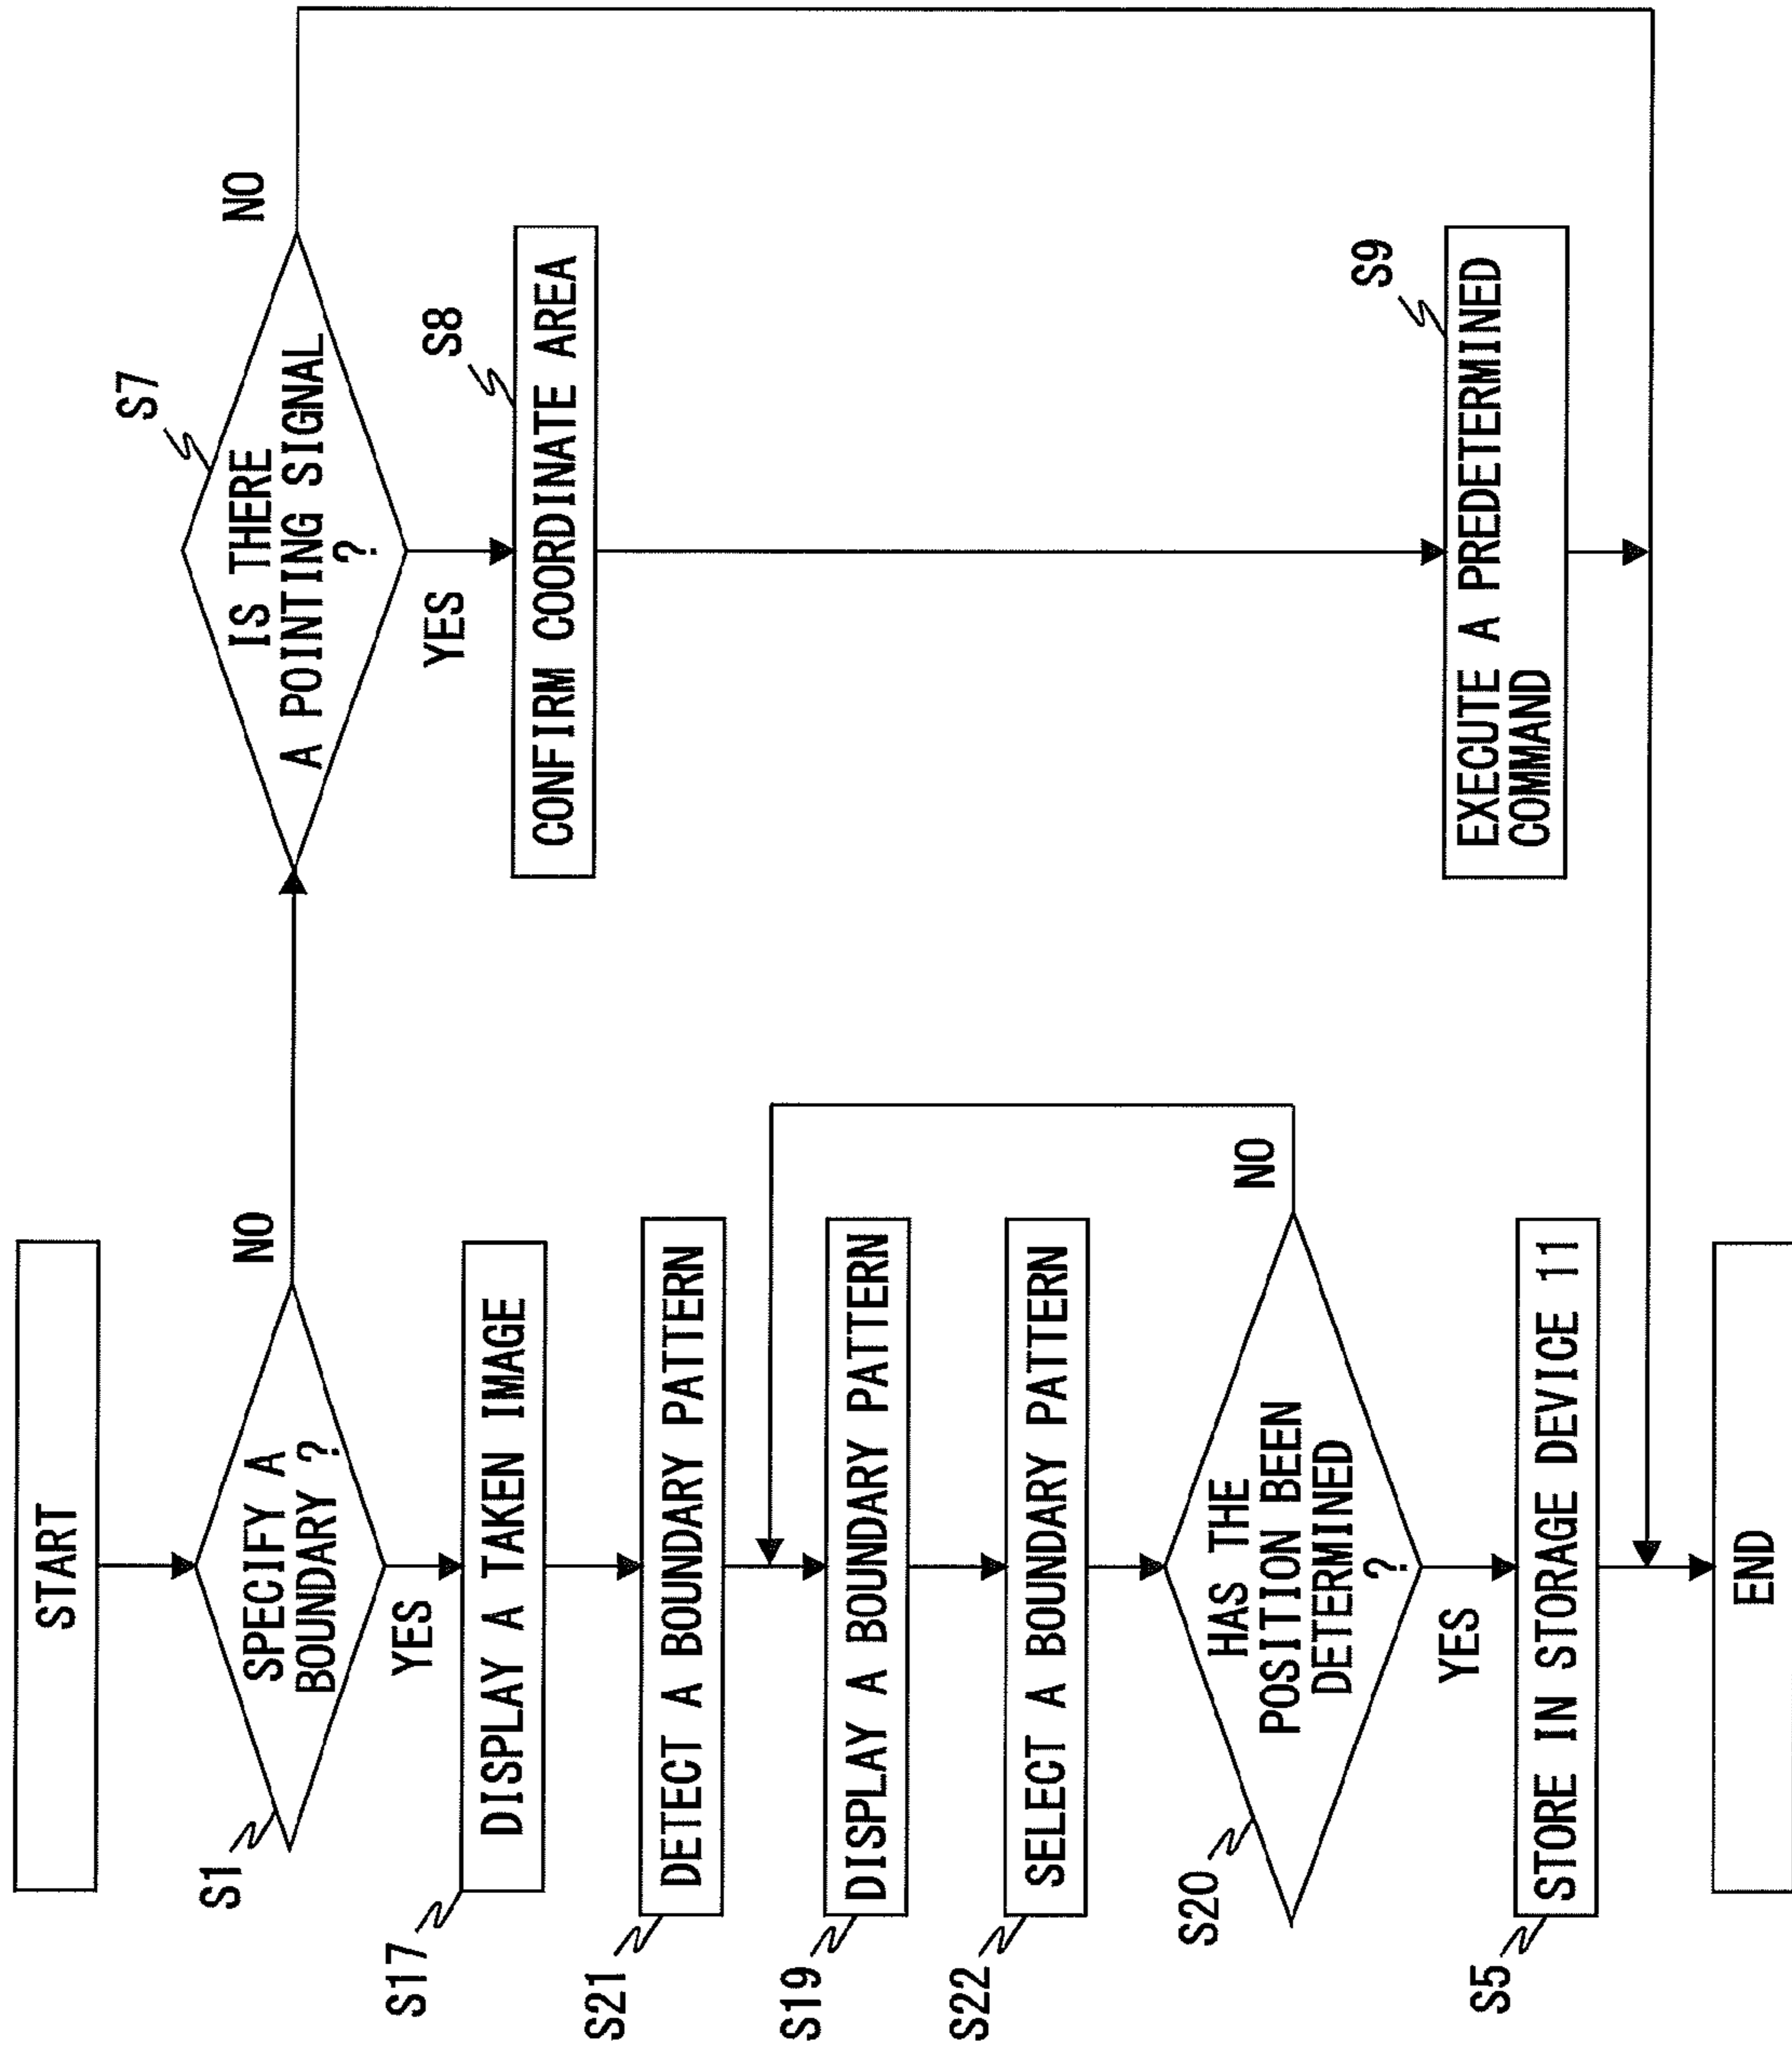 START
S1
SPECIFY A
BOUNDARY ?
NO
YES
S17
DISPLAY A TAKEN IMAGE
S21
DETECT A BOUNDARY PATTERN
S19
DISPLAY A BOUNDARY PATTERN
S22
SELECT A BOUNDARY PATTERN
S20
HAS THE
POSITION BEEN
DETERMINED
?
NO
YES
S5
STORE IN STORAGE DEVICE 11
END
S7
IS THERE
A POINTING SIGNAL
?
NO
YES
S8
CONFIRM COORDINATE AREA
S9
EXECUTE A PREDETERMINED
COMMAND